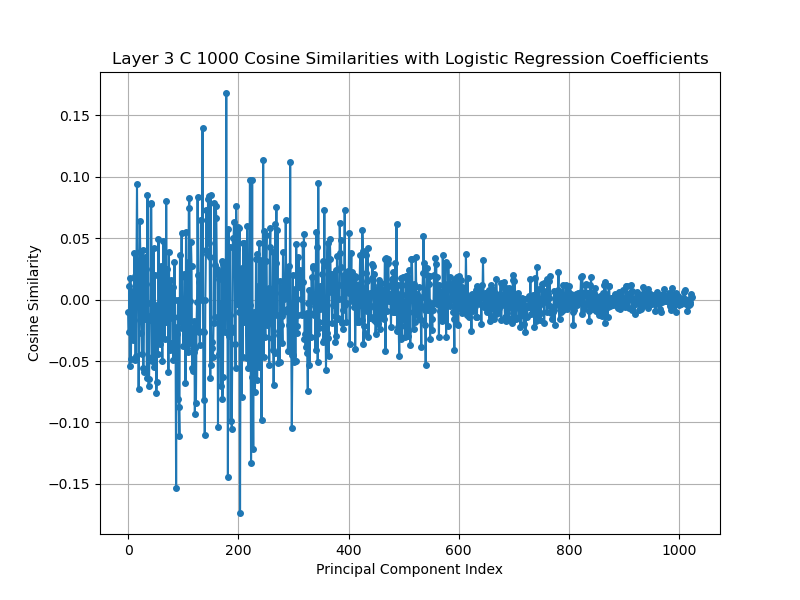 Layer 3 C 1000 Cosine Similarities with Logistic Regression Coefficients
0.15
0.10
0.05
0.00
−0.05
−0.10
−0.15
Cosine Similarity
0 200 400 600 800 1000
Principal Component Index